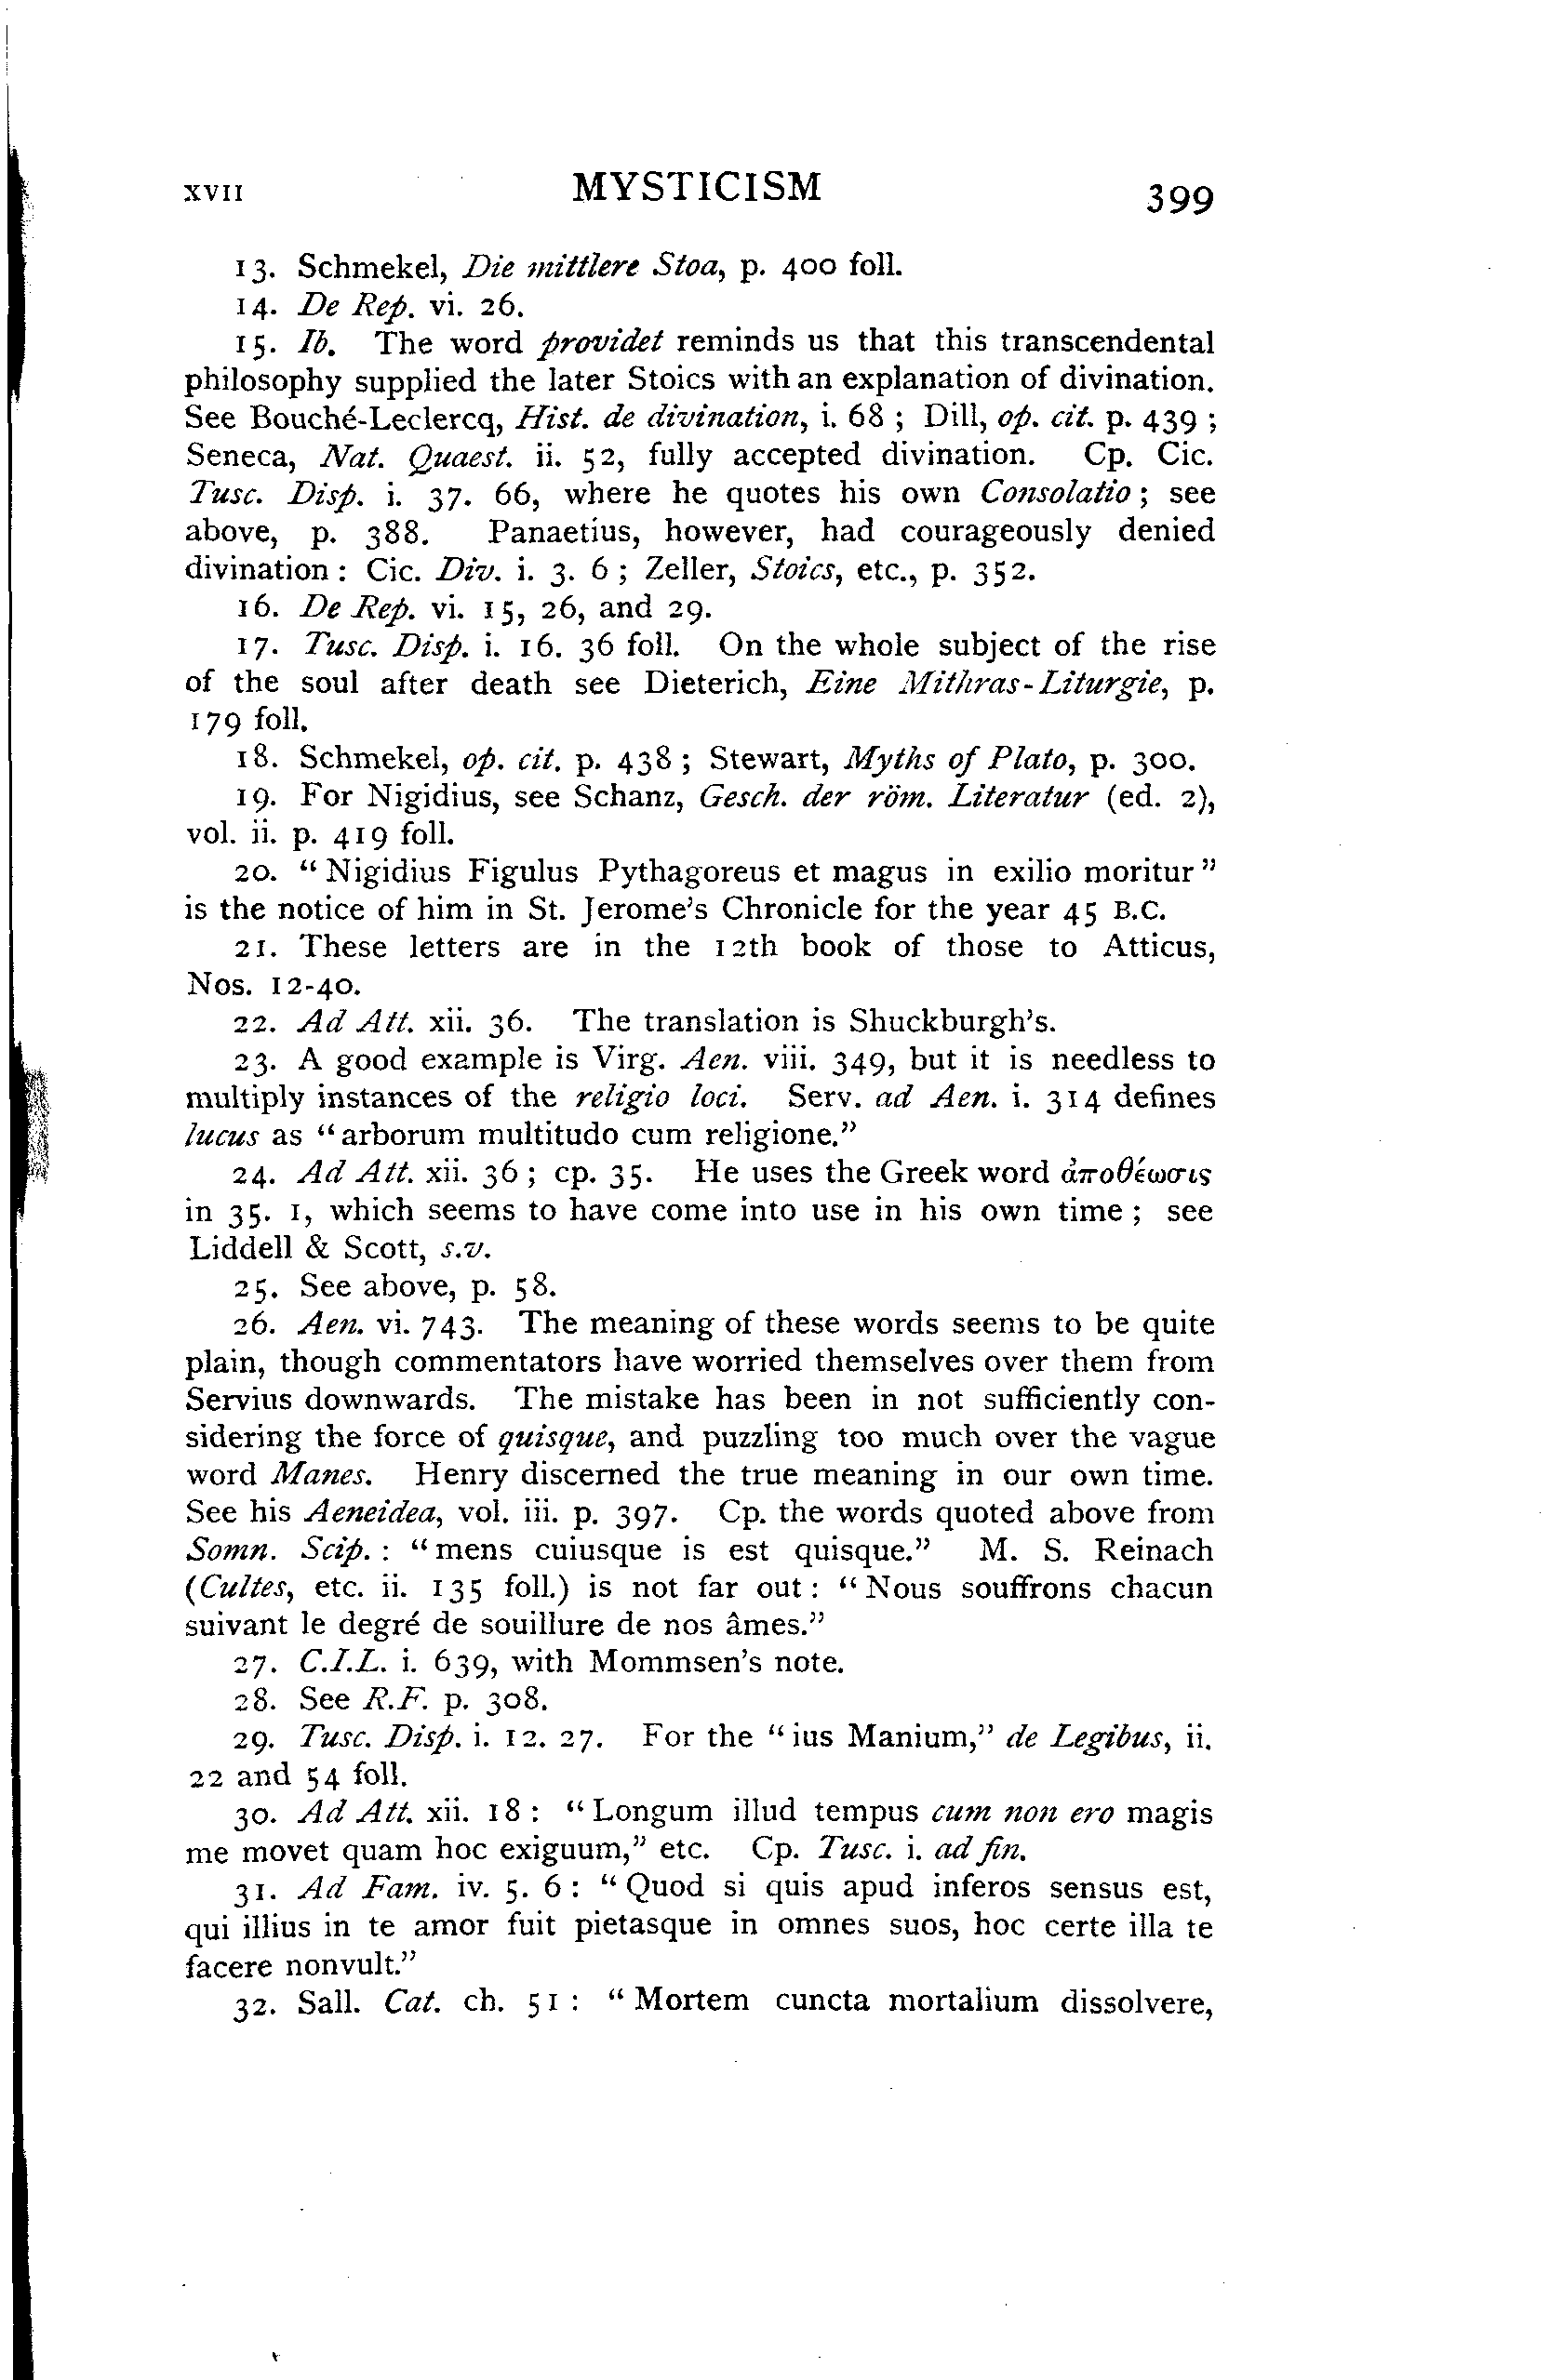 XVII MYSTICISM 399
13. Schmekel, Die mittlere Stoa, p. 400 foll.
14. De Rep. vi. 26.
15. Ib. The word providet reminds us that this transcendental
philosophy supplied the later Stoics with an explanation of divination.
See Bouché-Leclercq, Hist. de divination, i. 68 ; Dill, op. cit. p. 439 ;
Seneca, Nat. Quaest. ii. 52, fully accepted divination. Cp. Cic.
Tusc. Disp. i. 37. 66, where he quotes his own Consolatio ; see
above, p. 388. Panaetius, however, had courageously denied
divination : Cic. Div. i. 3. 6 ; Zeller, Stoics, etc., p. 352.
16. De Rep. vi. 15, 26, and 29.
17. Tusc. Disp. i. 16. 36 foll. On the whole subject of the rise
of the soul after death see Dieterich, Eine Mithras-Liturgie, p.
179 foll.
18. Schmekel, op. cit. p. 438 ; Stewart, Myths of Plato, p. 300.
19. For Nigidius, see Schanz, Gesch. der röm. Literatur (ed. 2),
vol. ii. p. 419 foll.
20. “Nigidius Figulus Pythagoreus et magus in exilio moritur”
is the notice of him in St. Jerome's Chronicle for the year 45 B.C.
21. These letters are in the 12th book of those to Atticus,
Nos. 12-40.
22. Ad Att. xii. 36. The translation is Shuckburgh's.
23. A good example is Virg. Aen. viii. 349, but it is needless to
multiply instances of the religio loci. Serv. ad Aen. i. 314 defines
lucus as “arborum multitudo cum religione.”
24. Ad Att. xii. 36 ; cp. 35. He uses the Greek word ἀποθέωσις
in 35. 1, which seems to have come into use in his own time ; see
Liddell & Scott, s.v.
25. See above, p. 58.
26. Aen. vi. 743. The meaning of these words seems to be quite
plain, though commentators have worried themselves over them from
Servius downwards. The mistake has been in not sufficiently con-
sidering the force of quisque, and puzzling too much over the vague
word Manes. Henry discerned the true meaning in our own time.
See his Aeneidea, vol. iii. p. 397. Cp. the words quoted above from
Somn. Scip. : “mens cuiusque is est quisque.” M. S. Reinach
(Cultes, etc. ii. 135 foll.) is not far out : “Nous souffrons chacun
suivant le degré de souillure de nos âmes.”
27. C.I.L. i. 639, with Mommsen's note.
28. See R.F. p. 308.
29. Tusc. Disp. i. 12. 27. For the “ius Manium,” de Legibus, ii.
22 and 54 foll.
30. Ad Att. xii. 18 : “Longum illud tempus cum non ero magis
me movet quam hoc exiguum,” etc. Cp. Tusc. i. ad fin.
31. Ad Fam. iv. 5. 6 : “Quod si quis apud inferos sensus est,
qui illius in te amor fuit pietasque in omnes suos, hoc certe illa te
facere nonvult.”
32. Sall. Cat. ch. 51 : “Mortem cuncta mortalium dissolvere,